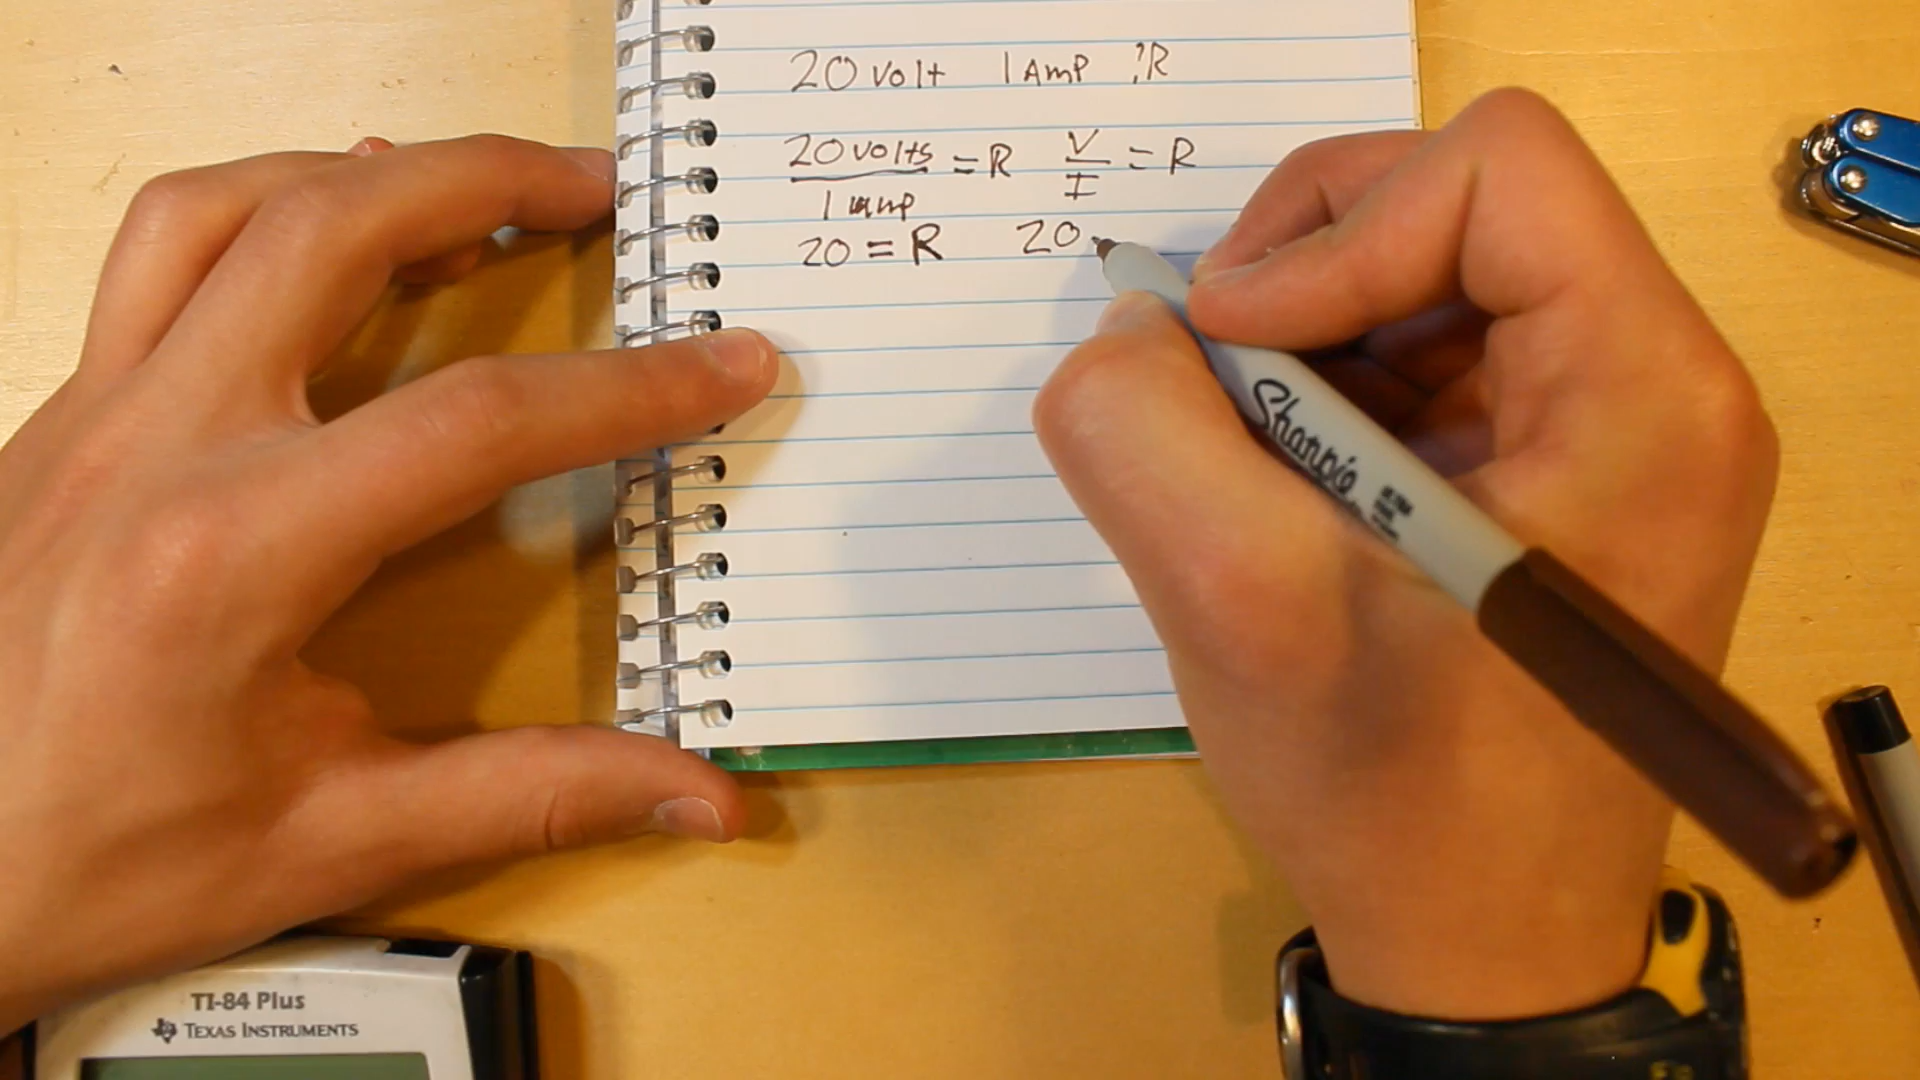 20 volt 1 Amp ?R
20 volts = R V = R
1 amp I
20 = R 20
Sharpie
TI-84 Plus
TEXAS INSTRUMENTS